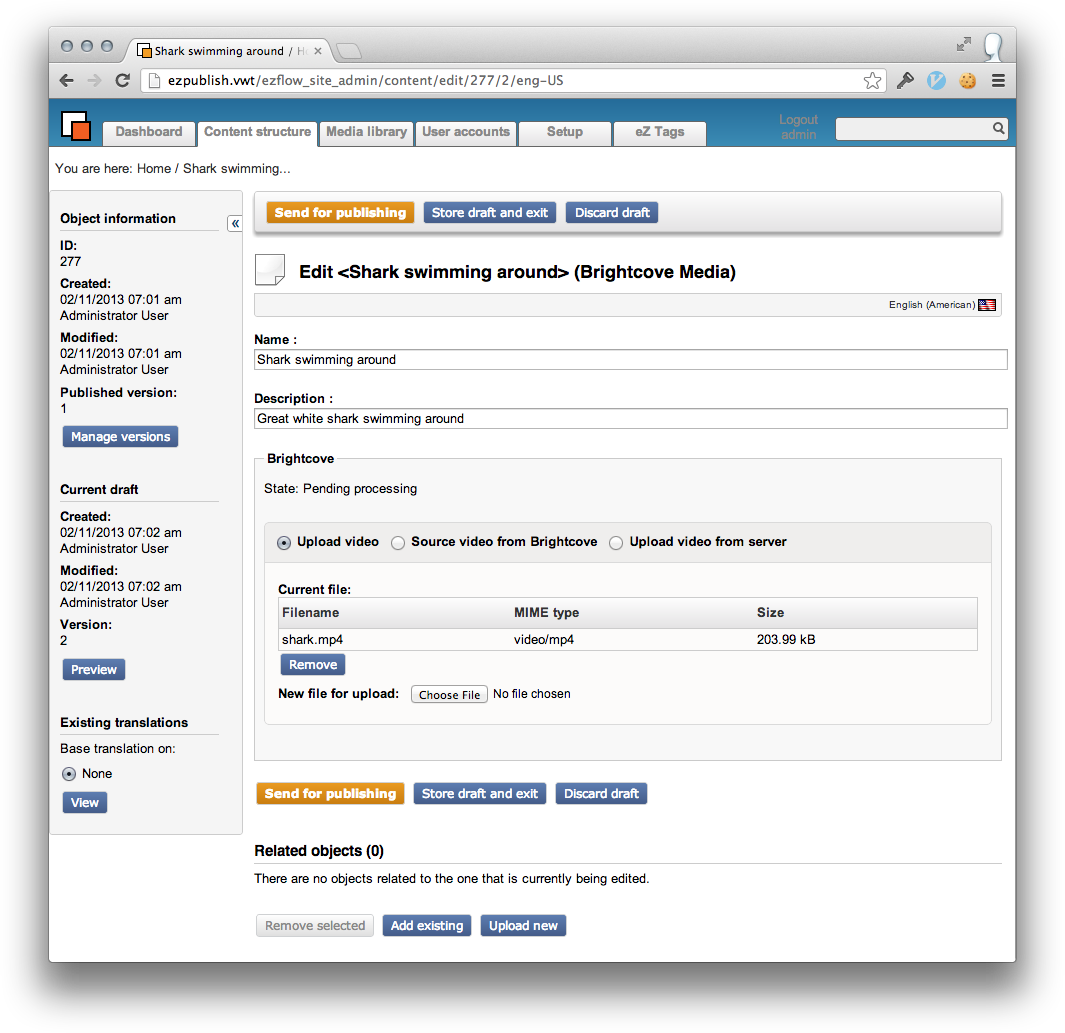 Shark swimming around / H
ezpublish.vwt/ezflow_site_admin/content/edit/277/2/eng-US
Dashboard
Content structure
Media library
User accounts
Setup
eZ Tags
Logout
admin
You are here: Home / Shark swimming...
Object information
ID:
277
Created:
02/11/2013 07:01 am
Administrator User
Modified:
02/11/2013 07:01 am
Administrator User
Published version:
1
Manage versions
Current draft
Created:
02/11/2013 07:02 am
Administrator User
Modified:
02/11/2013 07:02 am
Administrator User
Version:
2
Preview
Existing translations
Base translation on:
None
View
«
Send for publishing
Store draft and exit
Discard draft
Edit <Shark swimming around> (Brightcove Media)
English (American)
Name :
Shark swimming around
Description :
Great white shark swimming around
Brightcove
State: Pending processing
Upload video
Source video from Brightcove
Upload video from server
Current file:
Filename MIME type Size
shark.mp4 video/mp4 203.99 kB
Remove
New file for upload: Choose File No file chosen
Send for publishing
Store draft and exit
Discard draft
Related objects (0)
There are no objects related to the one that is currently being edited.
Remove selected
Add existing
Upload new